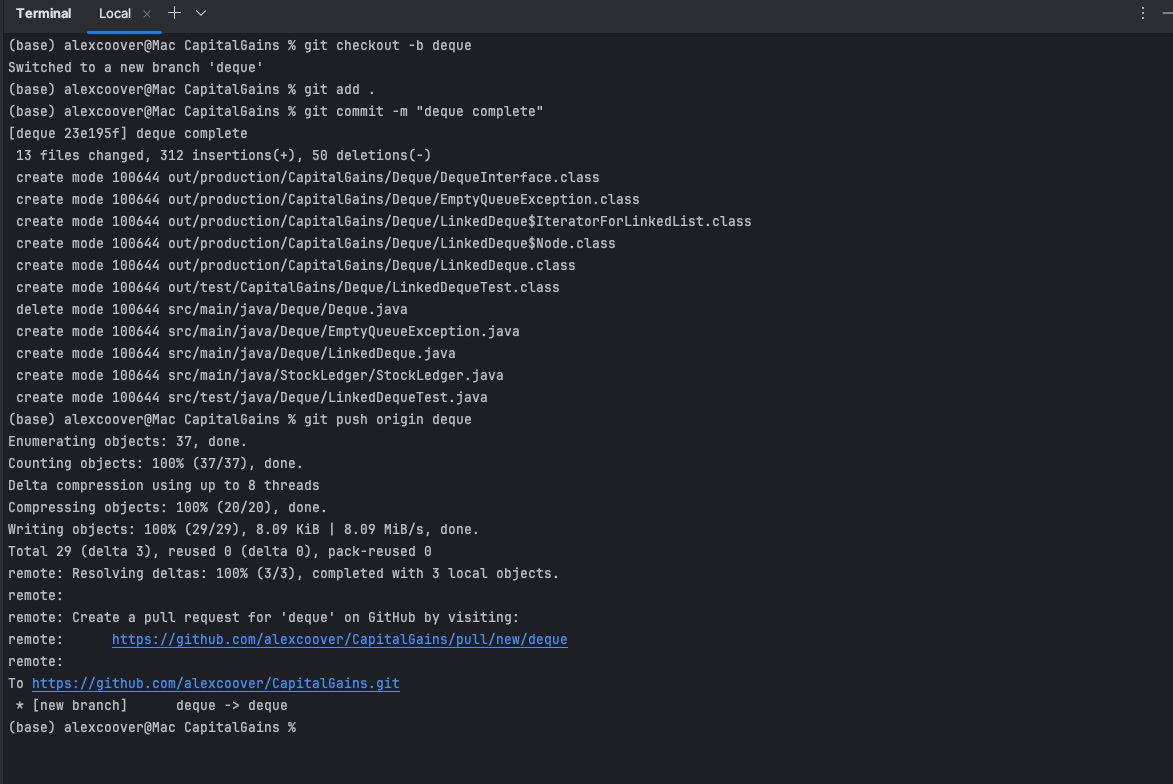 Terminal Local
(base) alexcoover@Mac CapitalGains % git checkout -b deque
Switched to a new branch 'deque'
(base) alexcoover@Mac CapitalGains % git add .
(base) alexcoover@Mac CapitalGains % git commit -m "deque complete"
[deque 23e195f] deque complete
 13 files changed, 312 insertions(+), 50 deletions(-)
 create mode 100644 out/production/CapitalGains/Deque/DequeInterface.class
 create mode 100644 out/production/CapitalGains/Deque/EmptyQueueException.class
 create mode 100644 out/production/CapitalGains/Deque/LinkedDeque$IteratorForLinkedList.class
 create mode 100644 out/production/CapitalGains/Deque/LinkedDeque$Node.class
 create mode 100644 out/production/CapitalGains/Deque/LinkedDeque.class
 create mode 100644 out/test/CapitalGains/Deque/LinkedDequeTest.class
 delete mode 100644 src/main/java/Deque/Deque.java
 create mode 100644 src/main/java/Deque/EmptyQueueException.java
 create mode 100644 src/main/java/Deque/LinkedDeque.java
 create mode 100644 src/main/java/StockLedger/StockLedger.java
 create mode 100644 src/test/java/Deque/LinkedDequeTest.java
(base) alexcoover@Mac CapitalGains % git push origin deque
Enumerating objects: 37, done.
Counting objects: 100% (37/37), done.
Delta compression using up to 8 threads
Compressing objects: 100% (20/20), done.
Writing objects: 100% (29/29), 8.09 KiB | 8.09 MiB/s, done.
Total 29 (delta 3), reused 0 (delta 0), pack-reused 0
remote: Resolving deltas: 100% (3/3), completed with 3 local objects.
remote:
remote: Create a pull request for 'deque' on GitHub by visiting:
remote:      https://github.com/alexcoover/CapitalGains/pull/new/deque
remote:
To https://github.com/alexcoover/CapitalGains.git
 * [new branch]      deque -> deque
(base) alexcoover@Mac CapitalGains %